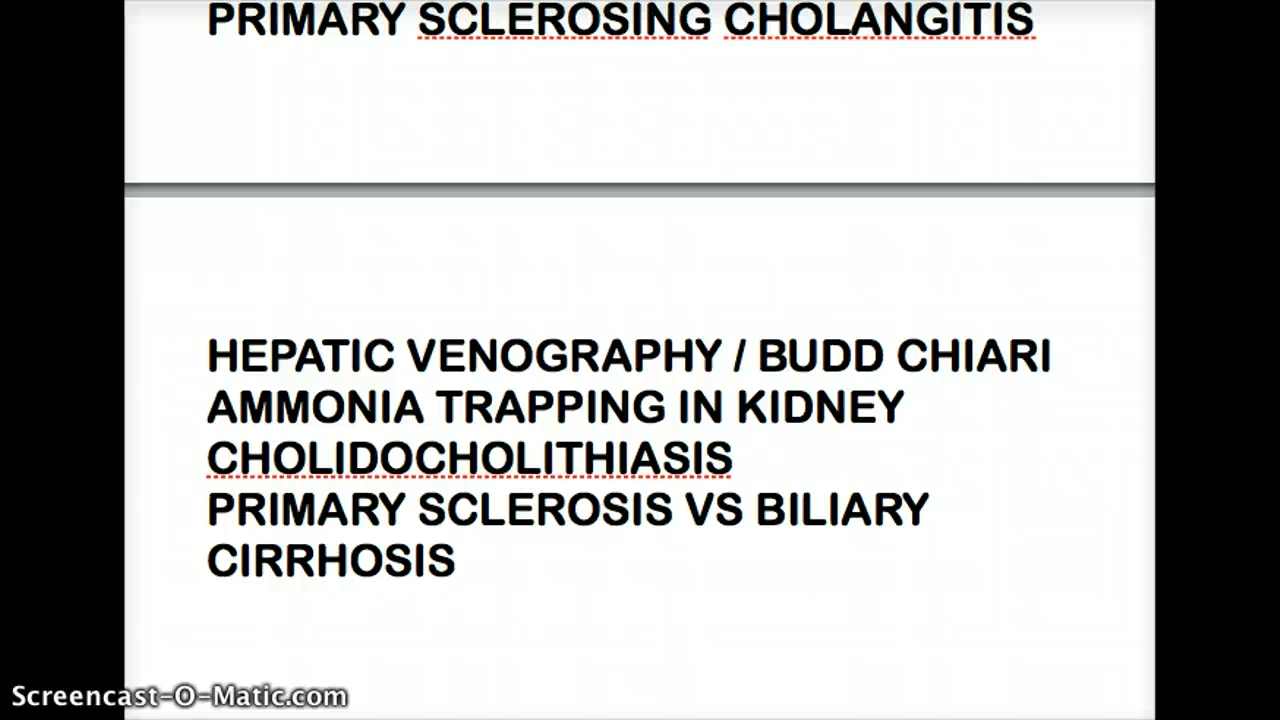 PRIMARY SCLEROSING CHOLANGITIS
HEPATIC VENOGRAPHY / BUDD CHIARI
AMMONIA TRAPPING IN KIDNEY
CHOLIDOCHOLITHIASIS
PRIMARY SCLEROSIS VS BILIARY
CIRRHOSIS
Screencast-O-Matic.com